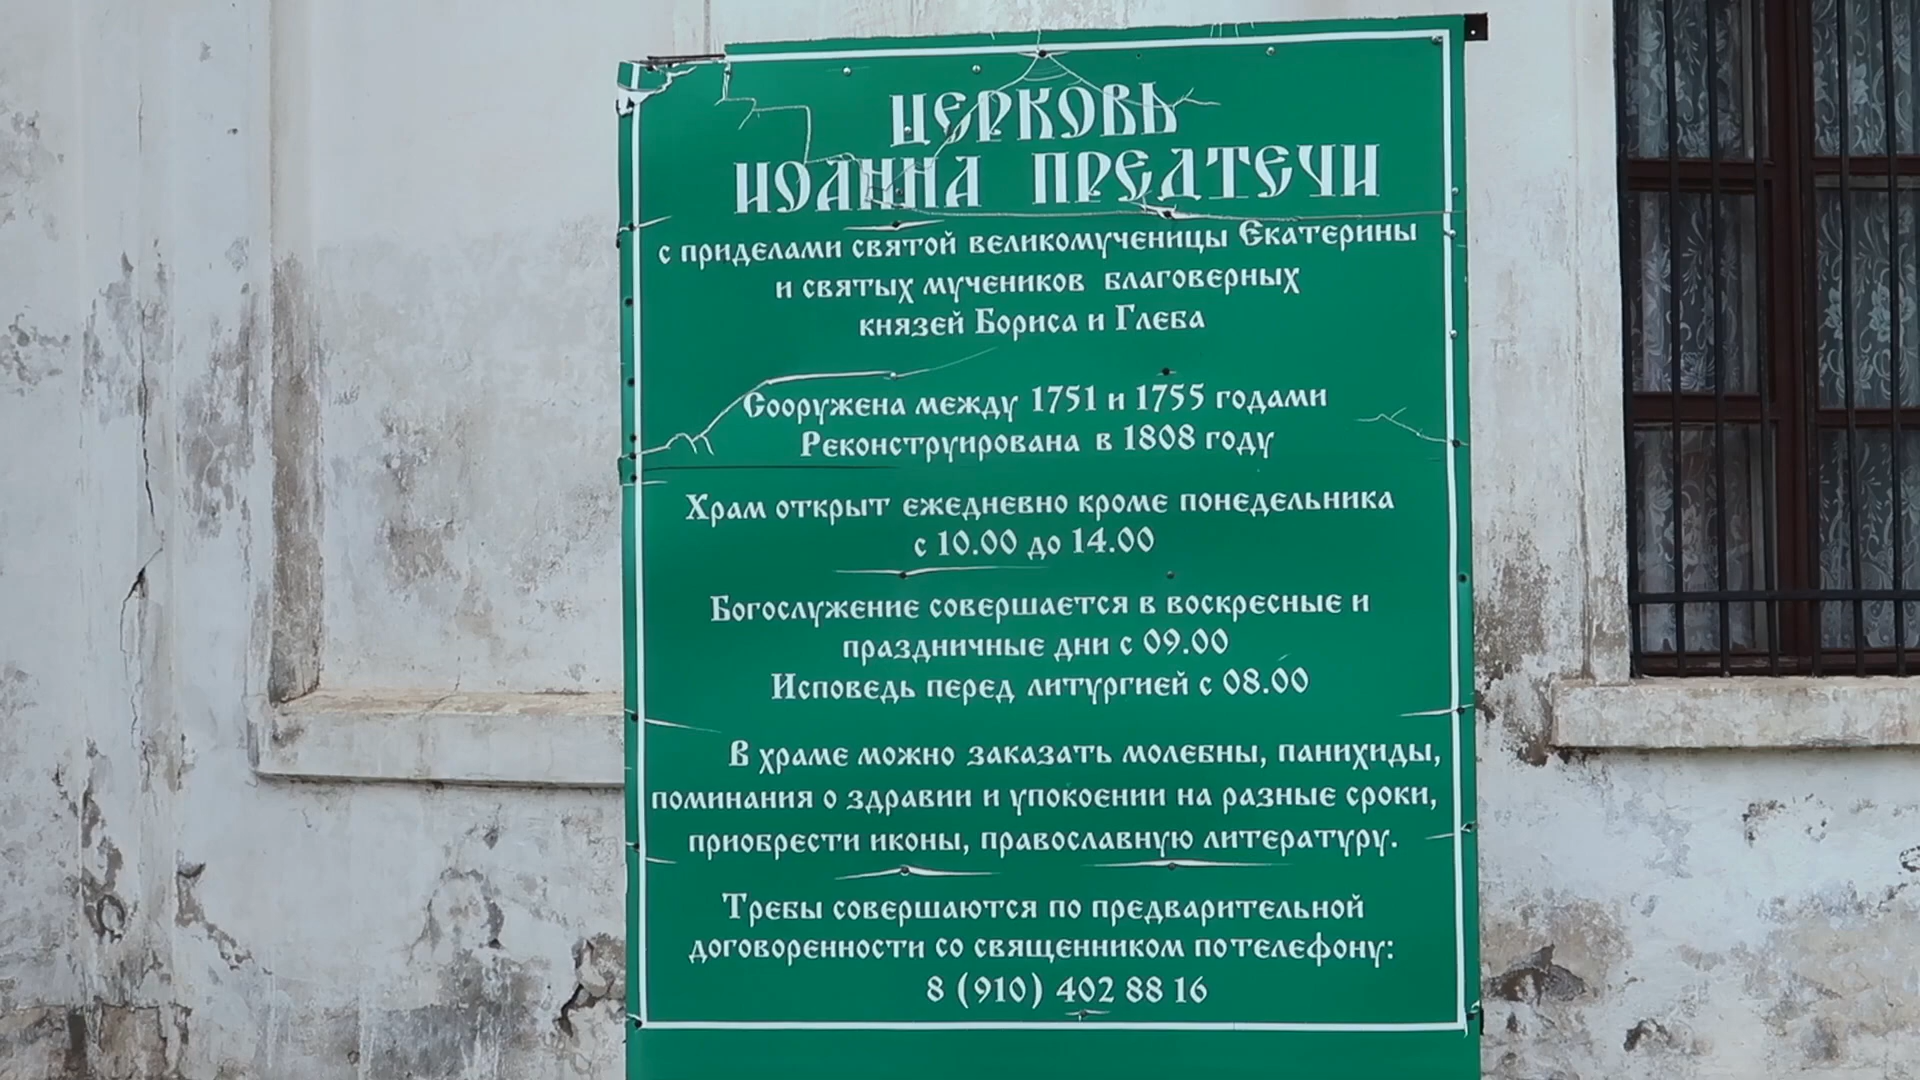 ЦЕРКОВЬ
ИОАННА ПРЕДТЕЧИ
с приделами святой великомученицы Екатерины
и святых мучеников благоверных
князей Бориса и Глеба
Сооружена между 1751 и 1755 годами
Реконструирована в 1808 году
Храм открыт ежедневно кроме понедельника
с 10.00 до 14.00
Богослужение совершается в воскресные и
праздничные дни с 09.00
Исповедь перед литургией с 08.00
В храме можно заказать молебны, панихиды,
поминания о здравии и упокоении на разные сроки,
приобрести иконы, православную литературу.
Требы совершаются по предварительной
договоренности со священником по телефону:
8 (910) 402 88 16